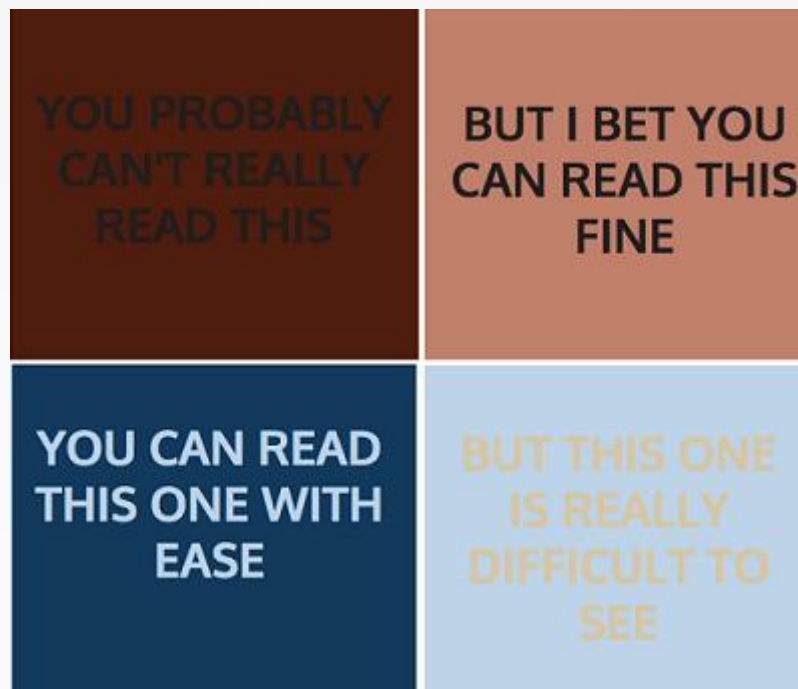 YOU PROBABLY
CAN'T REALLY
READ THIS
BUT I BET YOU
CAN READ THIS
FINE
YOU CAN READ
THIS ONE WITH
EASE
BUT THIS ONE
IS REALLY
DIFFICULT TO
SEE